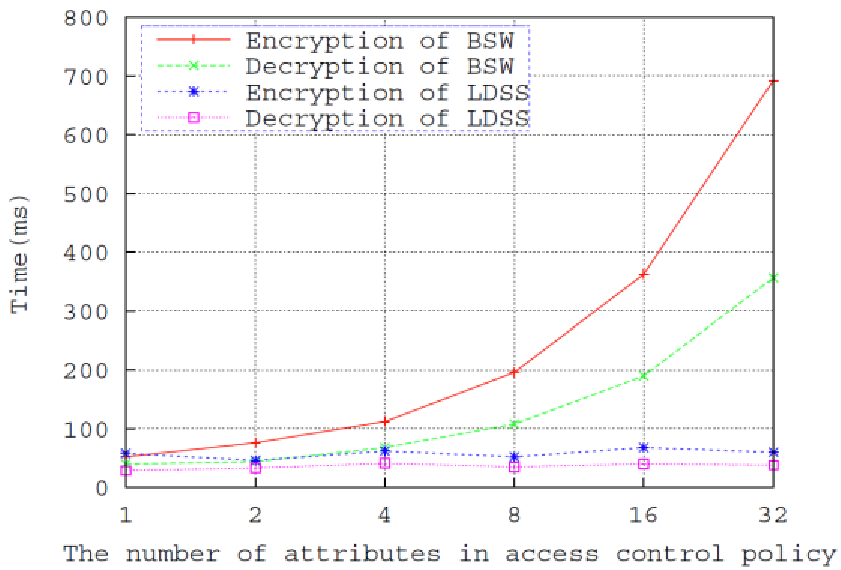 800
700
600
500
400
300
200
100
0
Time(ms)
Encryption of BSW
Decryption of BSW
Encryption of LDSS
Decryption of LDSS
1 2 4 8 16 32
The number of attributes in access control policy